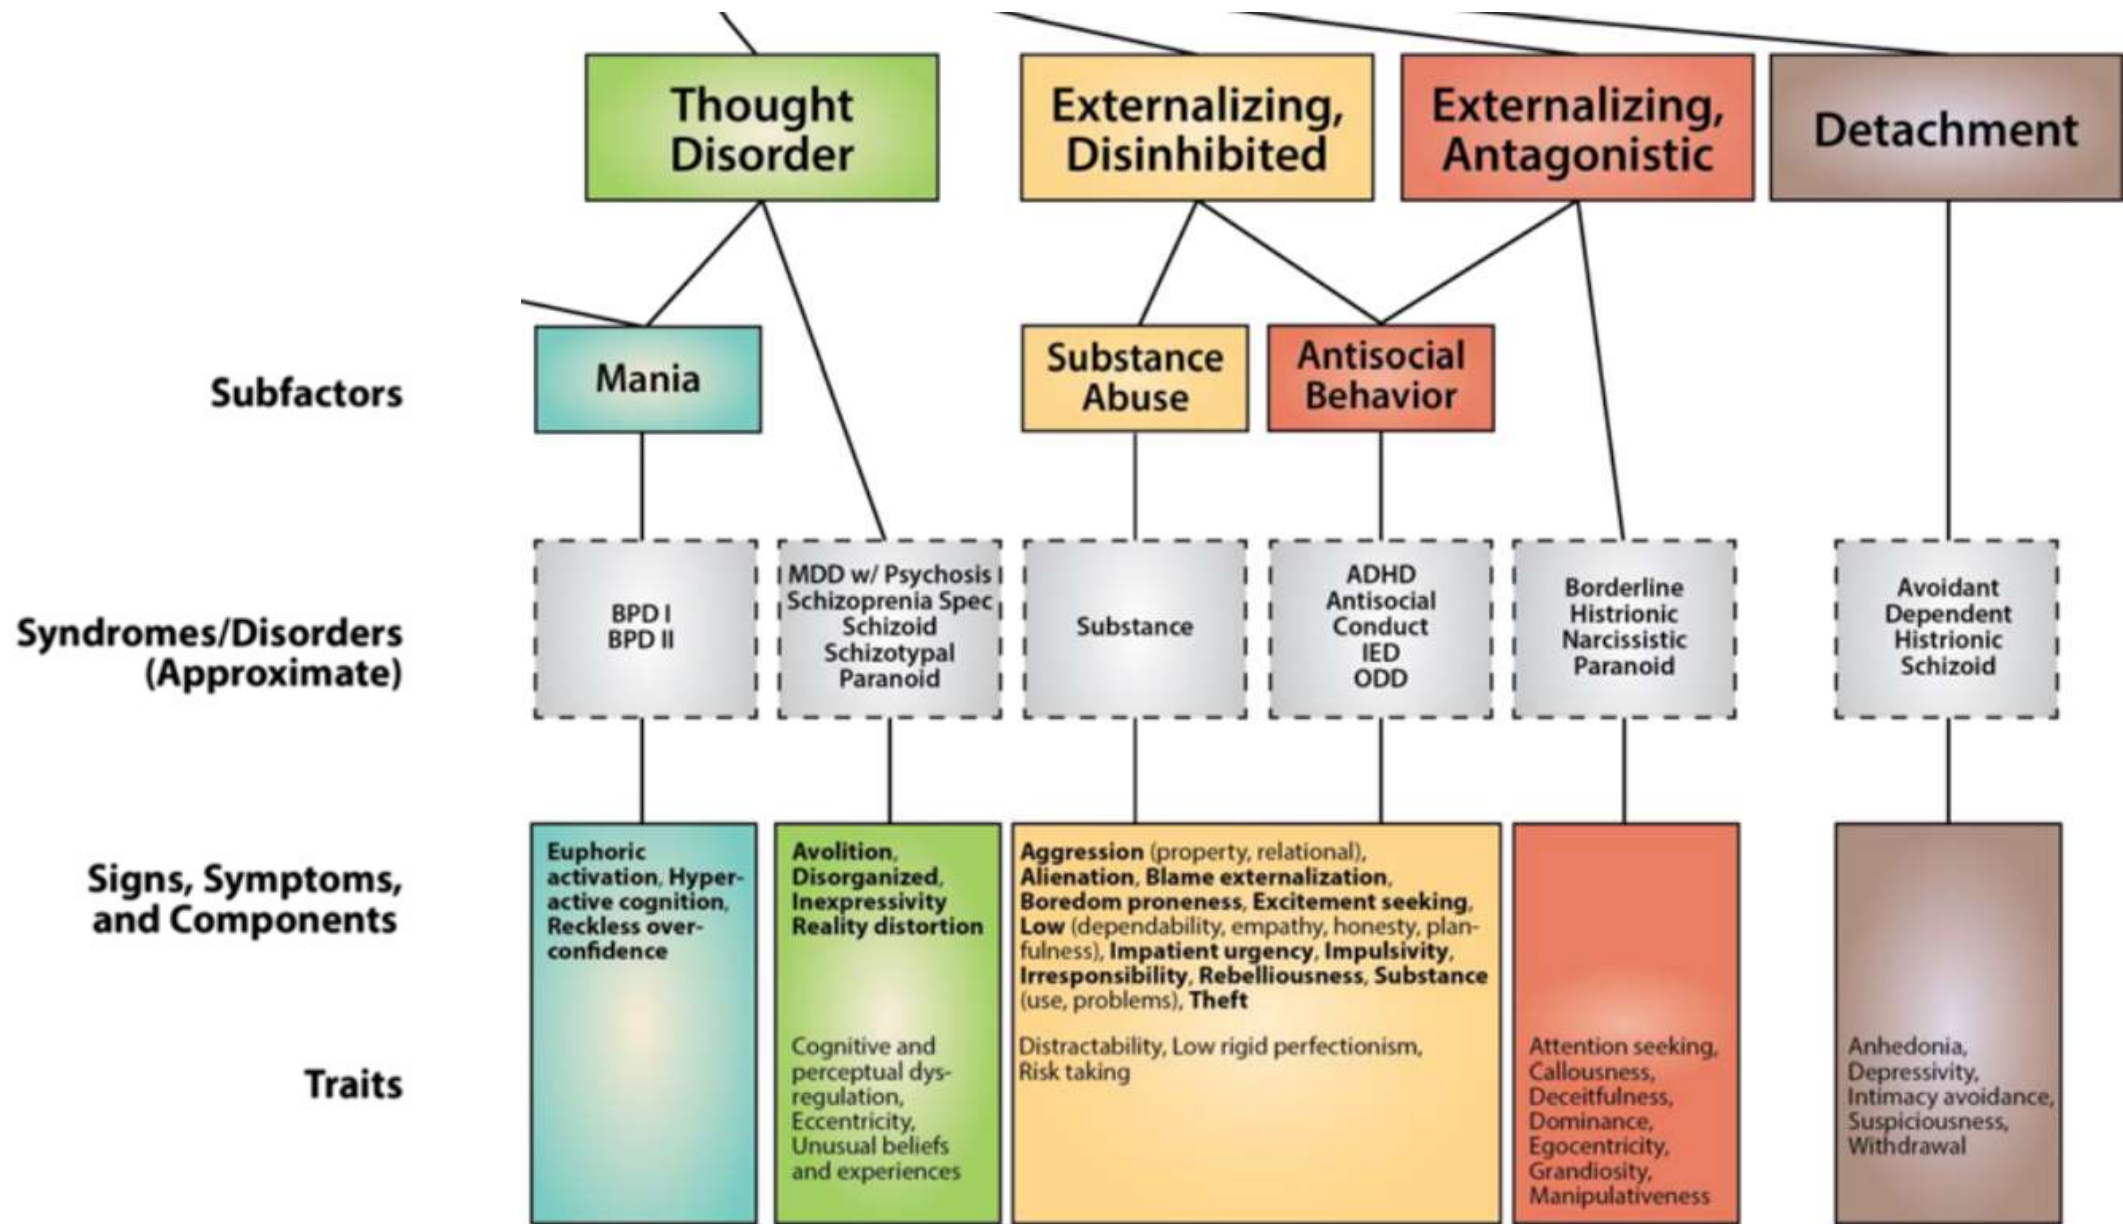 Thought
Disorder
Externalizing,
Disinhibited
Externalizing,
Antagonistic
Detachment
Subfactors
Mania
Substance
Abuse
Antisocial
Behavior
Syndromes/Disorders
(Approximate)
BPD I
BPD II
MDD w/ Psychosis
Schizoprenia Spec
Schizoid
Schizotypal
Paranoid
Substance
ADHD
Antisocial
Conduct
IED
ODD
Borderline
Histrionic
Narcissistic
Paranoid
Avoidant
Dependent
Histrionic
Schizoid
Signs, Symptoms,
and Components
Euphoric
activation, Hyper-
active cognition,
Reckless over-
confidence
Avolition,
Disorganized,
Inexpressivity
Reality distortion
Aggression (property, relational),
Alienation, Blame externalization,
Boredom proneness, Excitement seeking,
Low (dependability, empathy, honesty, plan-
fulness), Impatient urgency, Impulsivity,
Irresponsibility, Rebelliousness, Substance
(use, problems), Theft
Traits
Cognitive and
perceptual dys-
regulation,
Eccentricity,
Unusual beliefs
and experiences
Distractability, Low rigid perfectionism,
Risk taking
Attention seeking,
Callousness,
Deceitfulness,
Dominance,
Egocentricity,
Grandiosity,
Manipulativeness
Anhedonia,
Depressivity,
Intimacy avoidance,
Suspiciousness,
Withdrawal